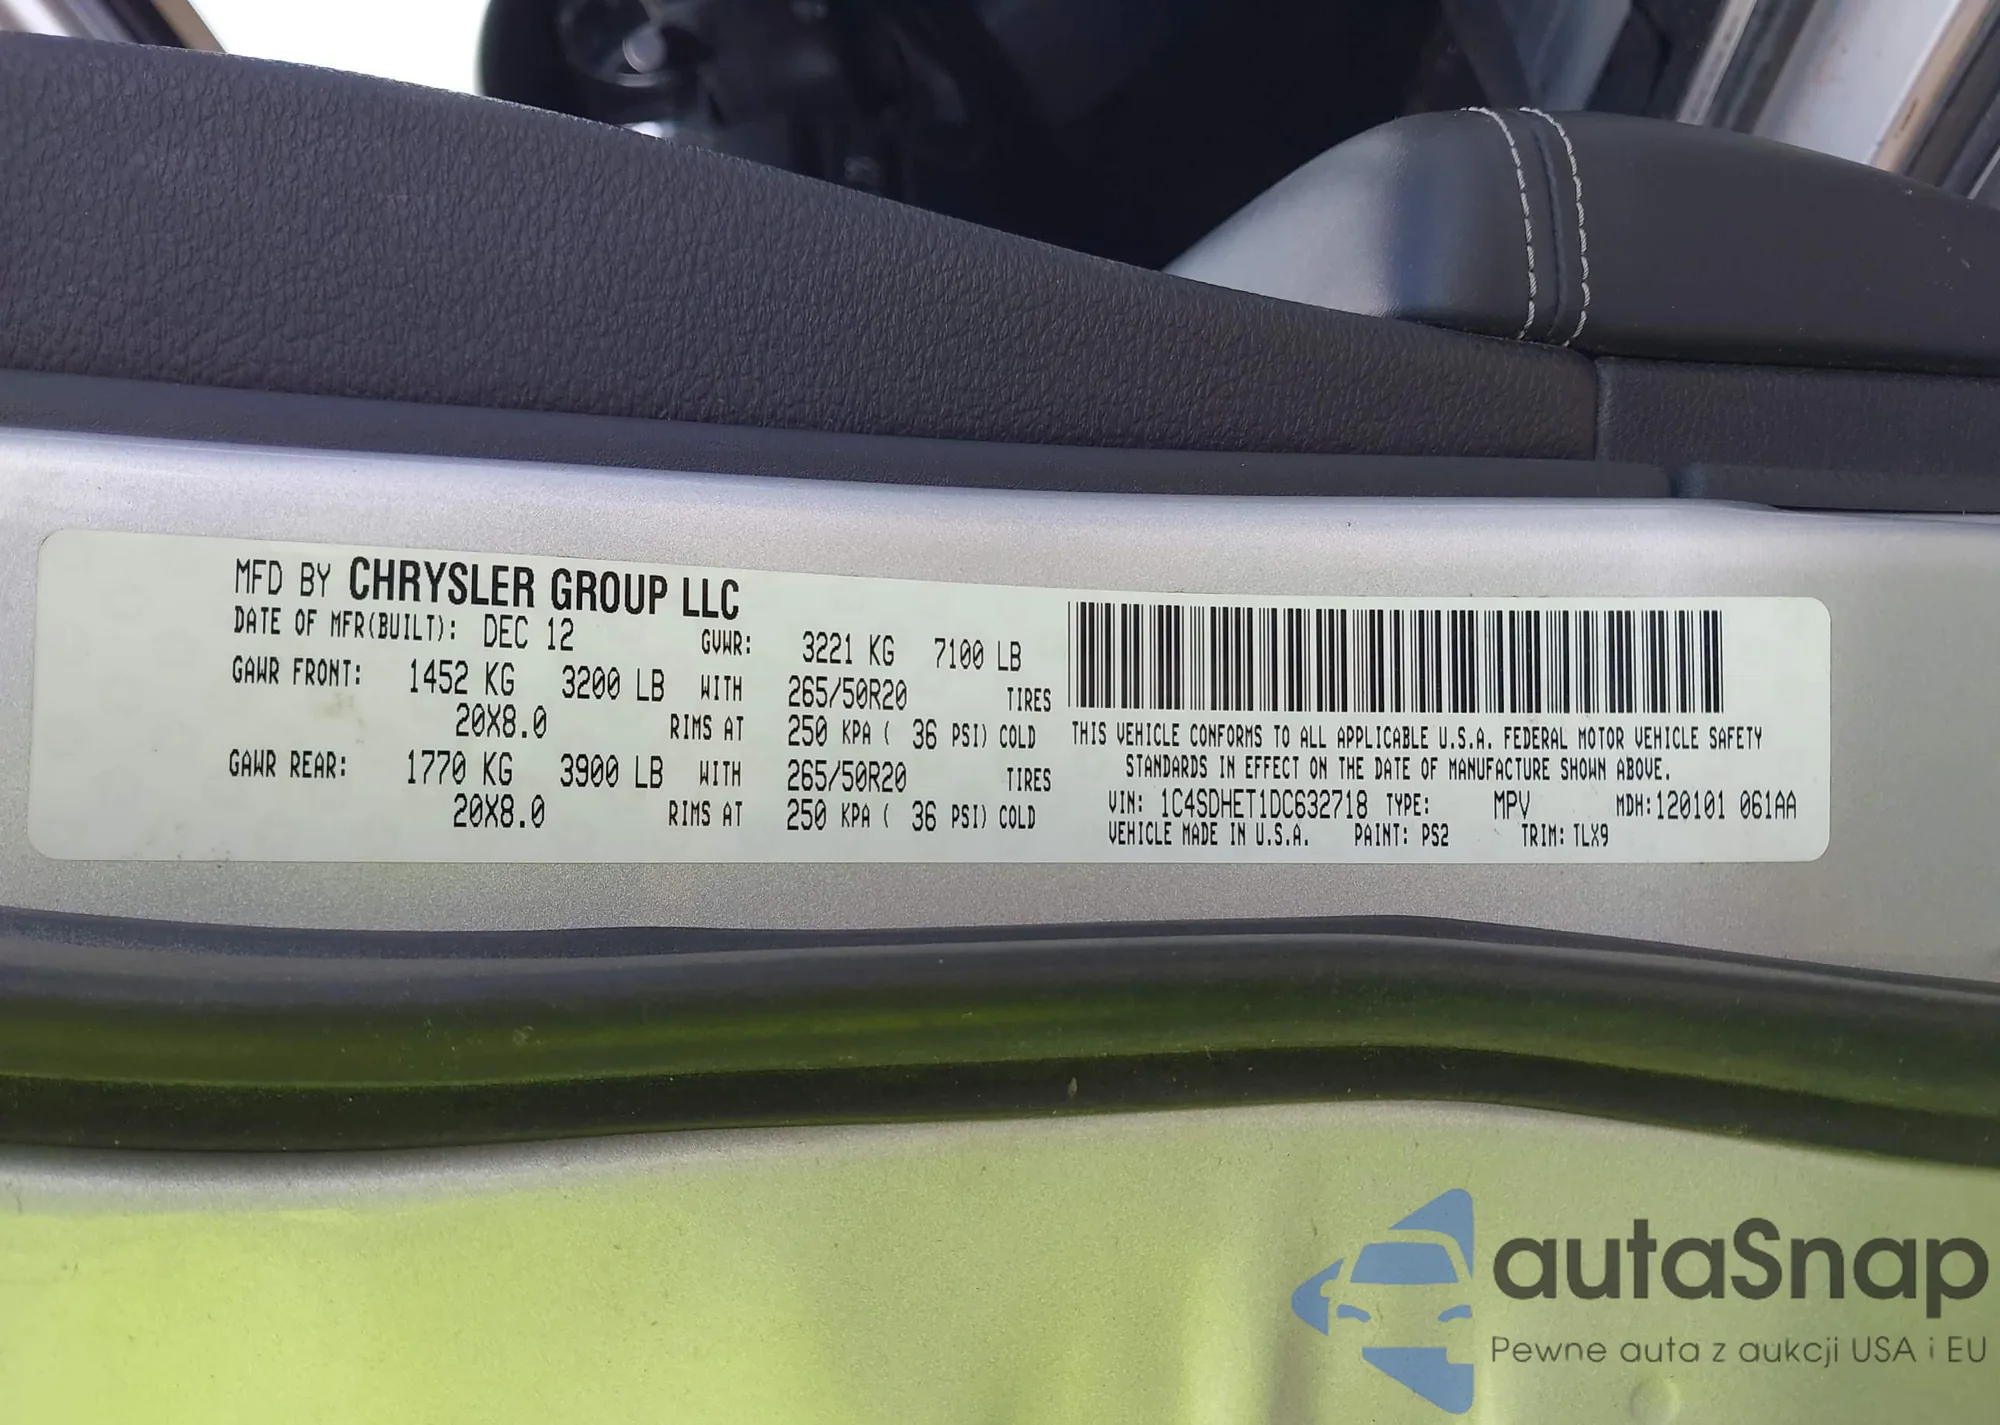 MFD BY CHRYSLER GROUP LLC
DATE OF MFR(BUILT): DEC 12 GVWR: 3221 KG 7100 LB
GAWR FRONT: 1452 KG 3200 LB WITH 265/50R20 TIRES
20X8.0 RIMS AT 250 KPA ( 36 PSI) COLD
GAWR REAR: 1770 KG 3900 LB WITH 265/50R20 TIRES
20X8.0 RIMS AT 250 KPA ( 36 PSI) COLD
THIS VEHICLE CONFORMS TO ALL APPLICABLE U.S.A. FEDERAL MOTOR VEHICLE SAFETY
STANDARDS IN EFFECT ON THE DATE OF MANUFACTURE SHOWN ABOVE.
VIN: 1C4SDHET1DC632718 TYPE: MPV MDH:120101 061AA
VEHICLE MADE IN U.S.A. PAINT: PS2 TRIM: TLX9
autaSnap
Pewne auta z aukcji USA i EU